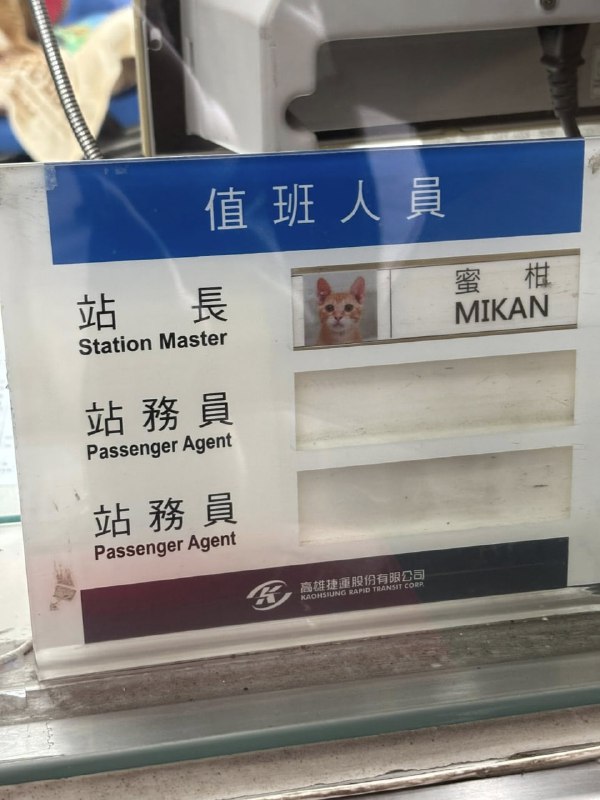 值班人員
站長
Station Master
蜜柑
MIKAN
站務員
Passenger Agent
站務員
Passenger Agent
高雄捷運股份有限公司
KAOHSIUNG RAPID TRANSIT CORP.